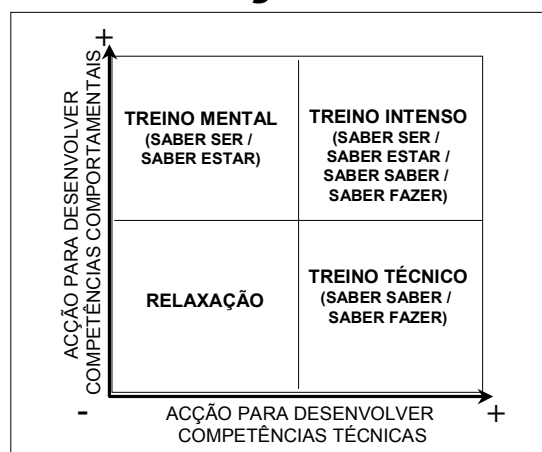 +
ACÇÃO PARA DESENVOLVER
COMPETÊNCIAS COMPORTAMENTAIS
TREINO MENTAL
(SABER SER /
SABER ESTAR)
TREINO INTENSO
(SABER SER /
SABER ESTAR /
SABER SABER /
SABER FAZER)
RELAXAÇÃO
TREINO TÉCNICO
(SABER SABER /
SABER FAZER)
-
ACÇÃO PARA DESENVOLVER
COMPETÊNCIAS TÉCNICAS
+